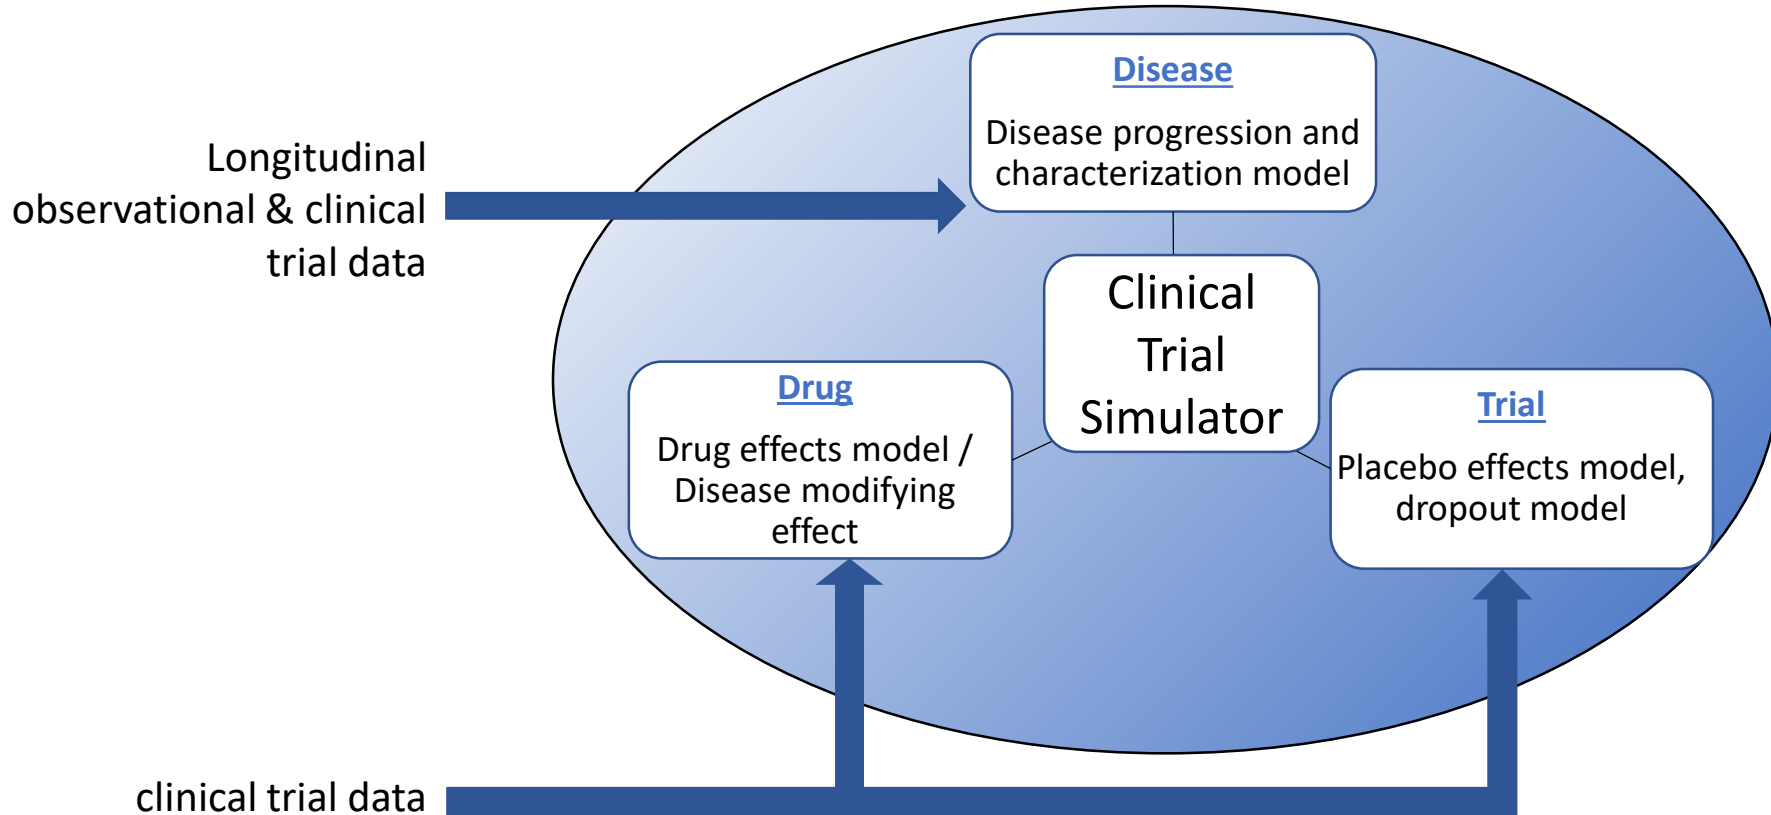 Longitudinal
observational & clinical
trial data
Disease
Disease progression and
characterization model
Clinical
Trial
Simulator
Drug
Drug effects model /
Disease modifying
effect
Trial
Placebo effects model,
dropout model
clinical trial data